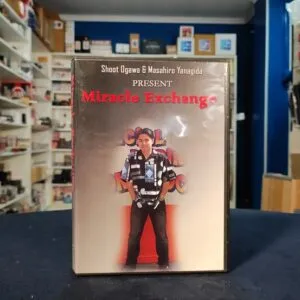 Shoot Ogawa & Masahiro Yanagida
PRESENT
Miracle Exchange